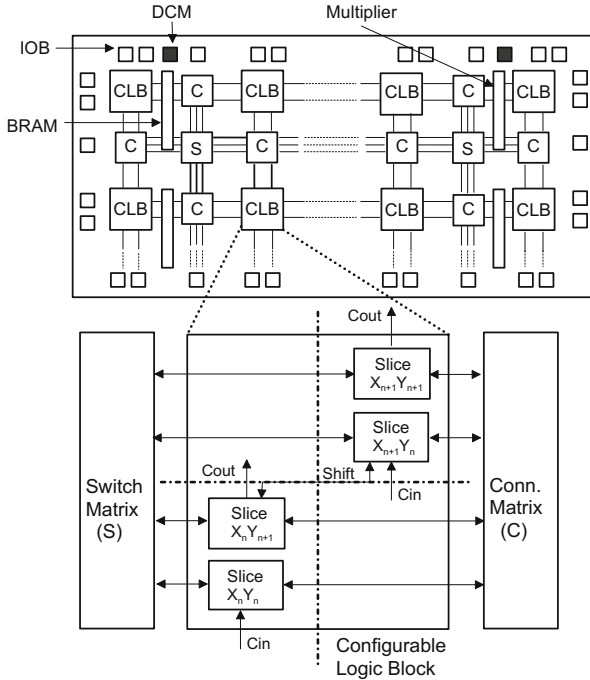 DCM
Multiplier
IOB
CLB C CLB CLB C CLB
BRAM
C S C C S C
CLB C CLB CLB C CLB
Cout
Slice
Xn+1Yn+1
Slice
Xn+1Yn
Cout
Shift
Cin
Switch
Matrix
(S)
Slice
XnYn+1
Conn.
Matrix
(C)
Slice
XnYn
Cin
Configurable
Logic Block